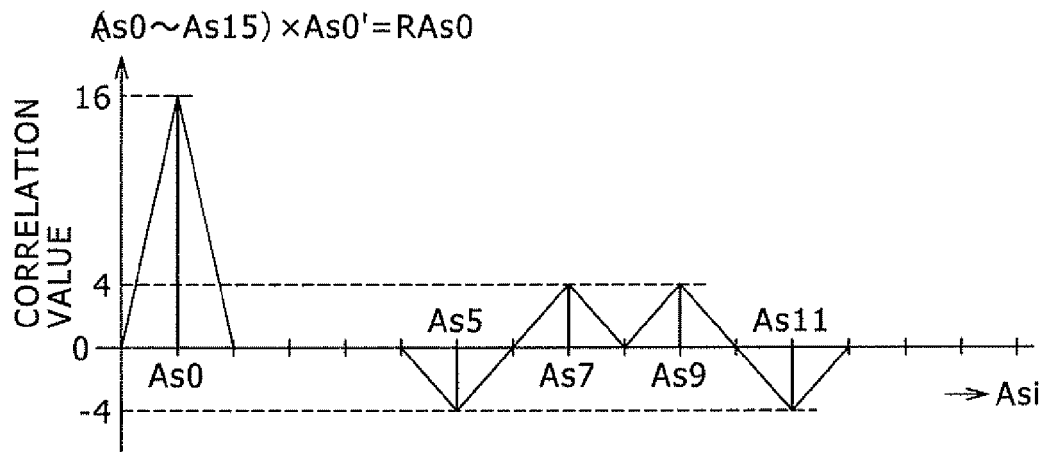 (As0~As15)×As0'=RAs0
CORRELATION
VALUE
16
4
0
-4
As0
As5
As7
As9
As11
→Asi